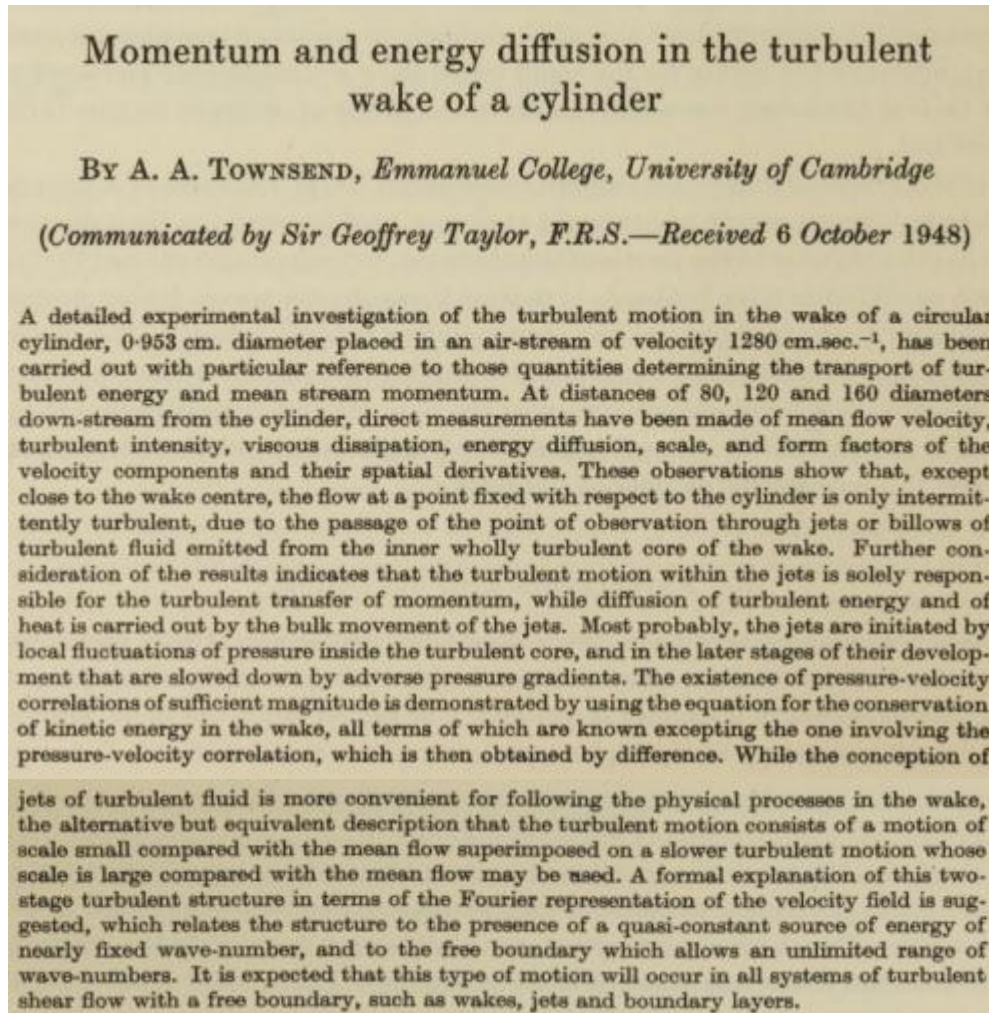 Momentum and energy diffusion in the turbulent
wake of a cylinder
By A. A. Townsend, Emmanuel College, University of Cambridge
(Communicated by Sir Geoffrey Taylor, F.R.S.—Received 6 October 1948)
A detailed experimental investigation of the turbulent motion in the wake of a circular
cylinder, 0·953 cm. diameter placed in an air-stream of velocity 1280 cm.sec.⁻¹, has been
carried out with particular reference to those quantities determining the transport of tur-
bulent energy and mean stream momentum. At distances of 80, 120 and 160 diameters
down-stream from the cylinder, direct measurements have been made of mean flow velocity,
turbulent intensity, viscous dissipation, energy diffusion, scale, and form factors of the
velocity components and their spatial derivatives. These observations show that, except
close to the wake centre, the flow at a point fixed with respect to the cylinder is only intermit-
tently turbulent, due to the passage of the point of observation through jets or billows of
turbulent fluid emitted from the inner wholly turbulent core of the wake. Further con-
sideration of the results indicates that the turbulent motion within the jets is solely respon-
sible for the turbulent transfer of momentum, while diffusion of turbulent energy and of
heat is carried out by the bulk movement of the jets. Most probably, the jets are initiated by
local fluctuations of pressure inside the turbulent core, and in the later stages of their develop-
ment that are slowed down by adverse pressure gradients. The existence of pressure-velocity
correlations of sufficient magnitude is demonstrated by using the equation for the conservation
of kinetic energy in the wake, all terms of which are known excepting the one involving the
pressure-velocity correlation, which is then obtained by difference. While the conception of
jets of turbulent fluid is more convenient for following the physical processes in the wake,
the alternative but equivalent description that the turbulent motion consists of a motion of
scale small compared with the mean flow superimposed on a slower turbulent motion whose
scale is large compared with the mean flow may be used. A formal explanation of this two-
stage turbulent structure in terms of the Fourier representation of the velocity field is sug-
gested, which relates the structure to the presence of a quasi-constant source of energy of
nearly fixed wave-number, and to the free boundary which allows an unlimited range of
wave-numbers. It is expected that this type of motion will occur in all systems of turbulent
shear flow with a free boundary, such as wakes, jets and boundary layers.